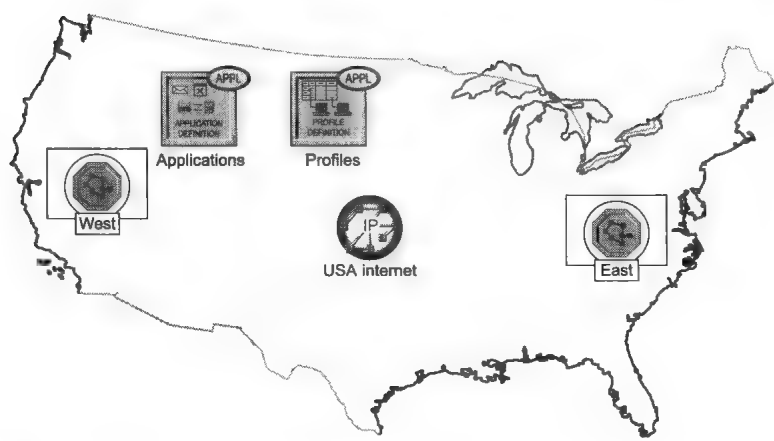 APPL
APPLICATION
DEFINITION
Applications
APPL
PROFILE
DEFINITION
Profiles
West
IP
USA internet
East